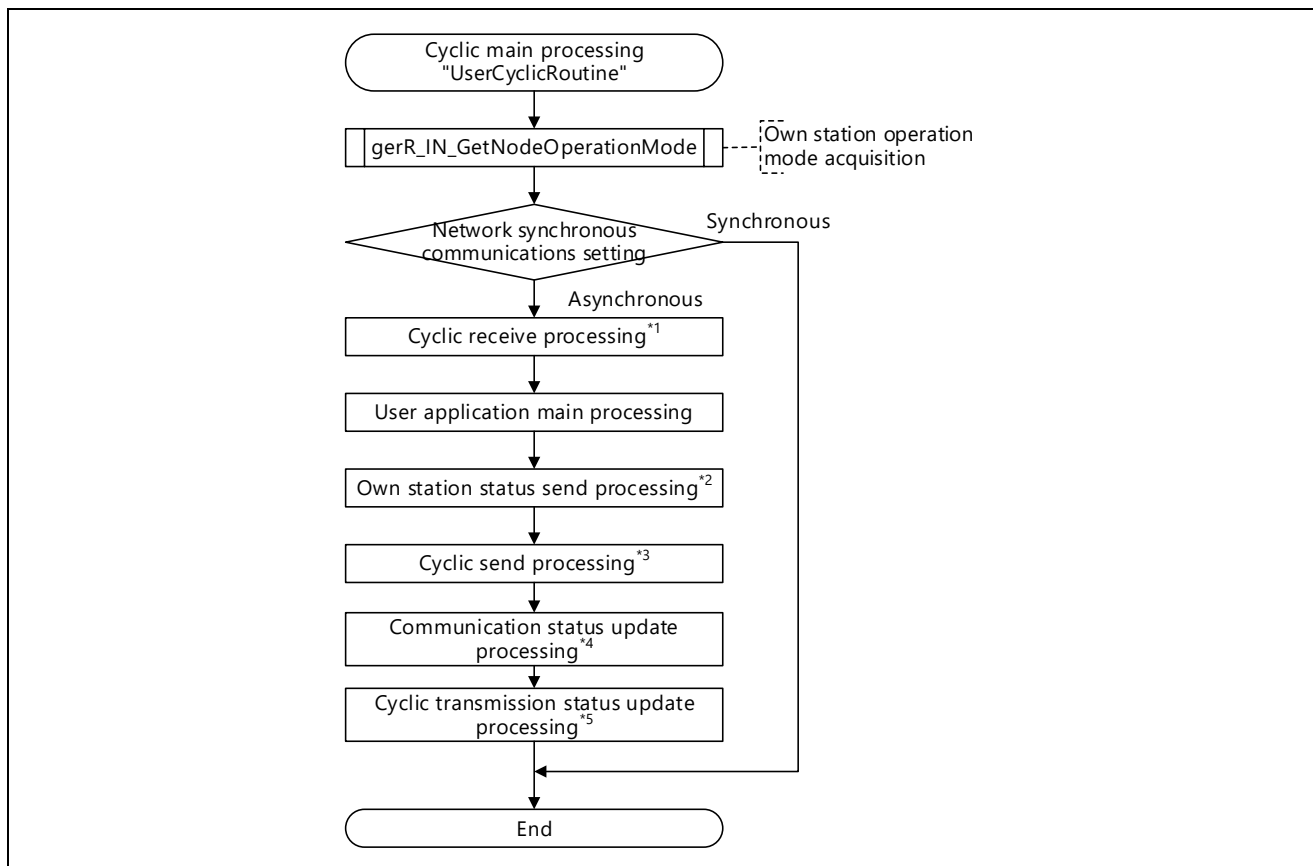 Cyclic main processing
"UserCyclicRoutine"
gerR_IN_GetNodeOperationMode
Own station operation
mode acquisition
Network synchronous
communications setting
Synchronous
Asynchronous
Cyclic receive processing*1
User application main processing
Own station status send processing*2
Cyclic send processing*3
Communication status update
processing*4
Cyclic transmission status update
processing*5
End